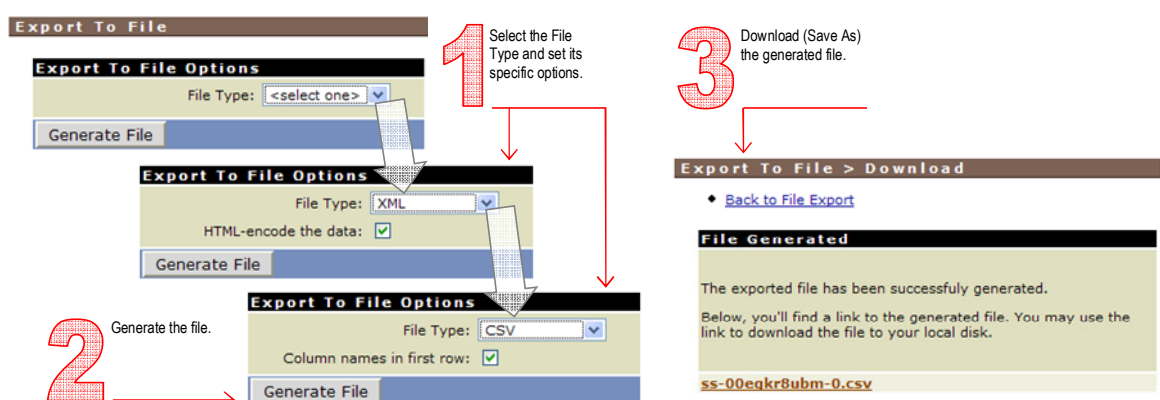 Export To File
Export To File Options
File Type: <select one>
Generate File
1
Select the File
Type and set its
specific options.
Export To File Options
File Type: XML
HTML-encode the data:
Generate File
Export To File Options
File Type: CSV
Column names in first row:
Generate File
2
Generate the file.
3
Download (Save As)
the generated file.
Export To File > Download
Back to File Export
File Generated
The exported file has been successfuly generated.
Below, you'll find a link to the generated file. You may use the
link to download the file to your local disk.
ss-00egkr8ubm-0.csv